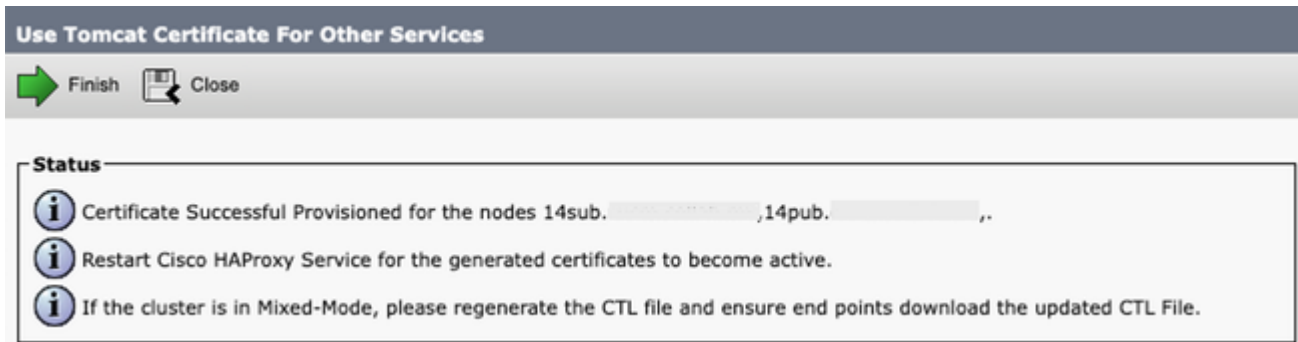 Use Tomcat Certificate For Other Services
Finish Close
Status
Certificate Successful Provisioned for the nodes 14sub. ,14pub. ,.
Restart Cisco HAProxy Service for the generated certificates to become active.
If the cluster is in Mixed-Mode, please regenerate the CTL file and ensure end points download the updated CTL File.